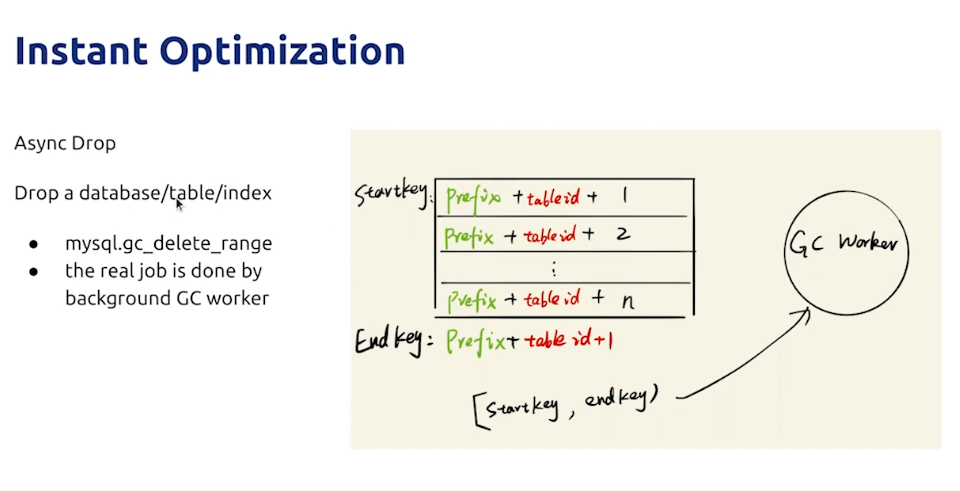 Instant Optimization
Async Drop
Drop a database/table/index
● mysql.gc_delete_range
● the real job is done by
background GC worker
Startkey: Prefix + tableid + 1
Prefix + tableid + 2
⋮
Prefix + tableid + n
Endkey: Prefix + table id+1
[startkey, endkey)
GC Worker